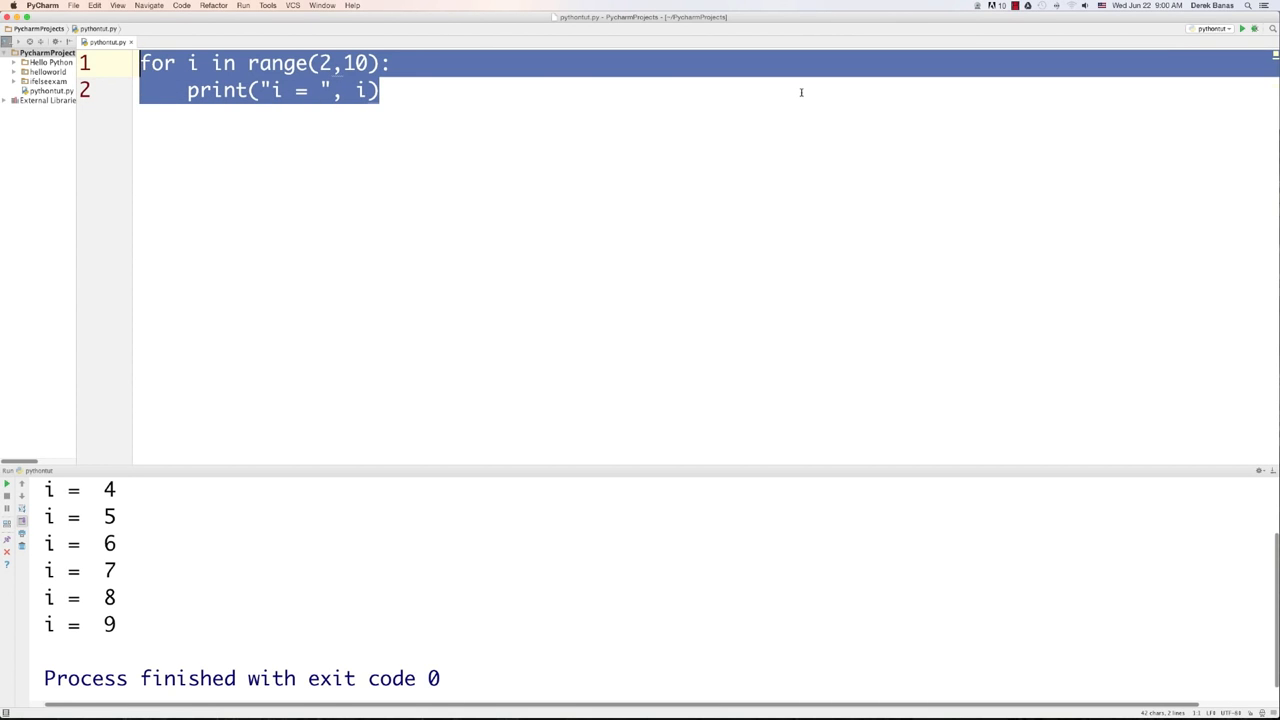 PyCharm File Edit View Navigate Code Refactor Run Tools VCS Window Help
10 Wed Jun 22 9:00 AM Derek Banas
pythontut.py - PycharmProjects - [~/PycharmProjects]
PycharmProjects pythontut.py
pythontut
pythontut.py ×
PycharmProject
Hello Python
helloworld
ifelseexam
pythontut.py
External Librarie
1 for i in range(2,10):
2 print("i = ", i)
Run pythontut
i = 4
i = 5
i = 6
i = 7
i = 8
i = 9
Process finished with exit code 0
42 chars, 2 lines 1:1 LF÷ UTF-8÷